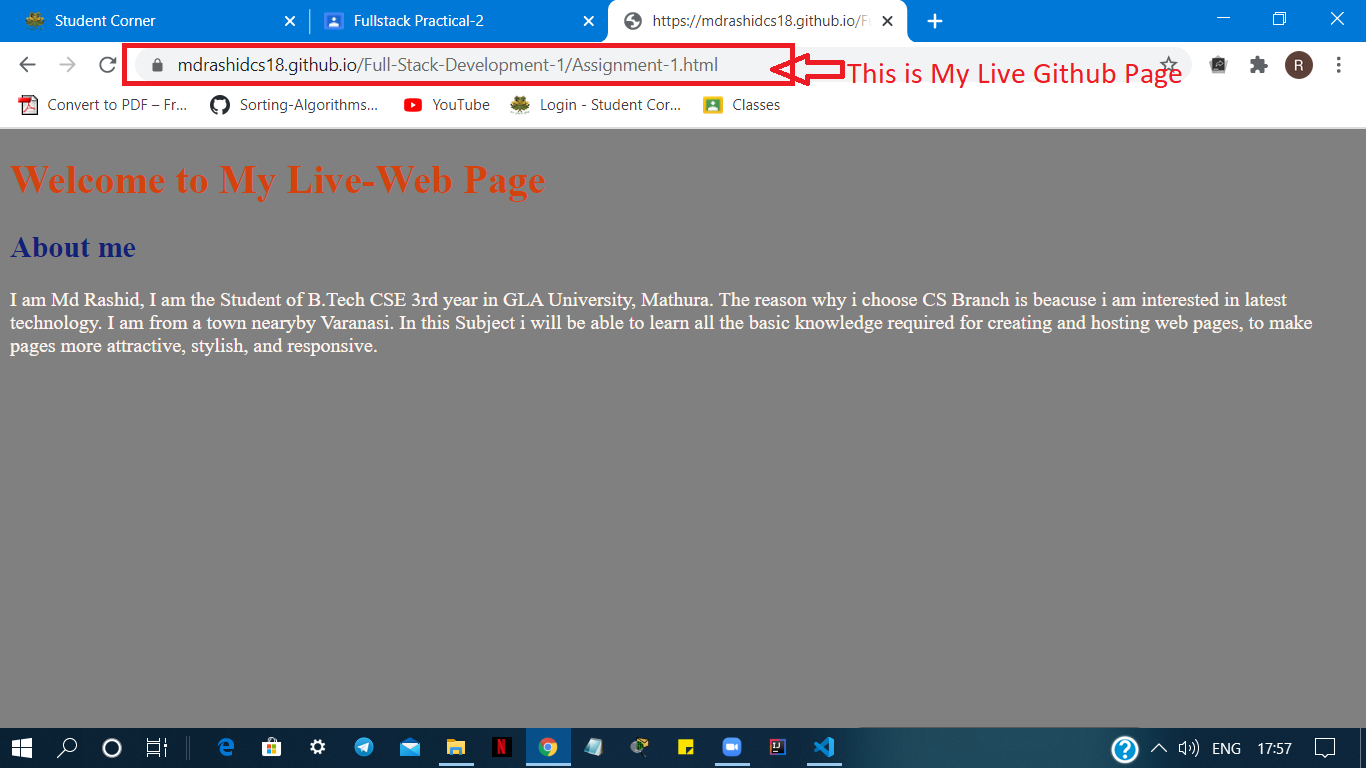 Student Corner
Fullstack Practical-2
https://mdrashidcs18.github.io/F
mdrashidcs18.github.io/Full-Stack-Development-1/Assignment-1.html
This is My Live Github Page
R
Convert to PDF – Fr...
Sorting-Algorithms...
YouTube
Login - Student Cor...
Classes
Welcome to My Live-Web Page
About me
I am Md Rashid, I am the Student of B.Tech CSE 3rd year in GLA University, Mathura. The reason why i choose CS Branch is beacuse i am interested in latest
technology. I am from a town nearyby Varanasi. In this Subject i will be able to learn all the basic knowledge required for creating and hosting web pages, to make
pages more attractive, stylish, and responsive.
ENG
17:57